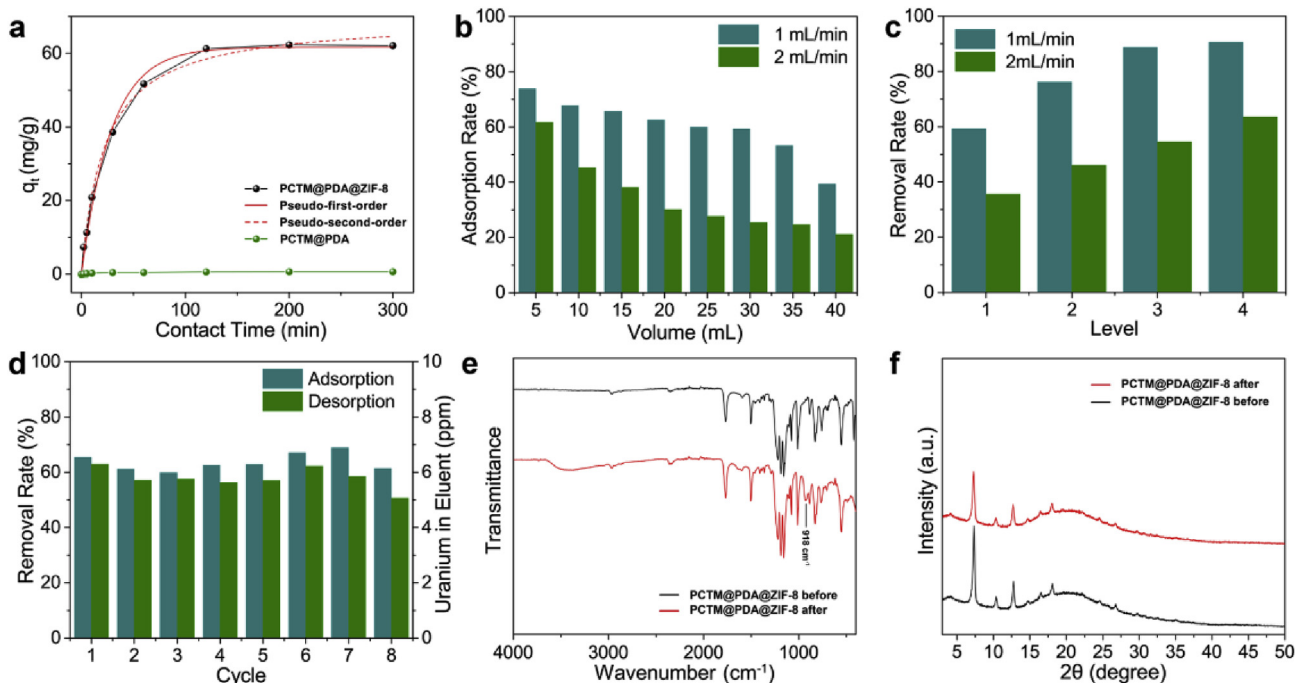 a
q_t (mg/g)
60
40
20
0
0 100 200 300
Contact Time (min)
PCTM@PDA@ZIF-8
Pseudo-first-order
Pseudo-second-order
PCTM@PDA
b
Adsorption Rate (%)
100
80
60
40
20
0
1 mL/min
2 mL/min
5 10 15 20 25 30 35 40
Volume (mL)
c
Removal Rate (%)
100
80
60
40
20
0
1mL/min
2mL/min
1 2 3 4
Level
d
Removal Rate (%)
100
80
60
40
20
0
Adsorption
Desorption
10
8
6
4
2
0
Uranium in Eluent (ppm)
1 2 3 4 5 6 7 8
Cycle
e
Transmittance
918 cm⁻¹
PCTM@PDA@ZIF-8 before
PCTM@PDA@ZIF-8 after
4000 3000 2000 1000
Wavenumber (cm⁻¹)
f
Intensity (a.u.)
PCTM@PDA@ZIF-8 after
PCTM@PDA@ZIF-8 before
5 10 15 20 25 30 35 40 45 50
2θ (degree)